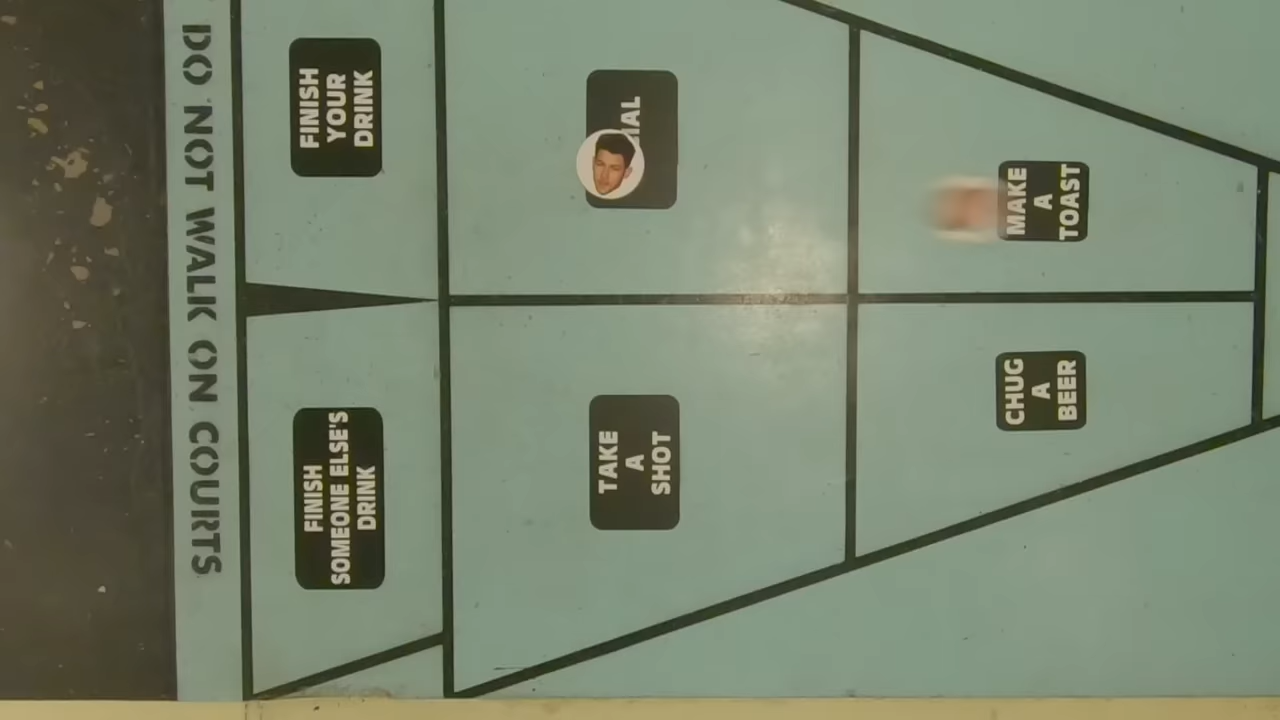 DO NOT WALK ON COURTS
FINISH
YOUR
DRINK
FINISH
SOMEONE ELSE'S
DRINK
TAKE
A
SHOT
MAKE
A
TOAST
CHUG
A
BEER